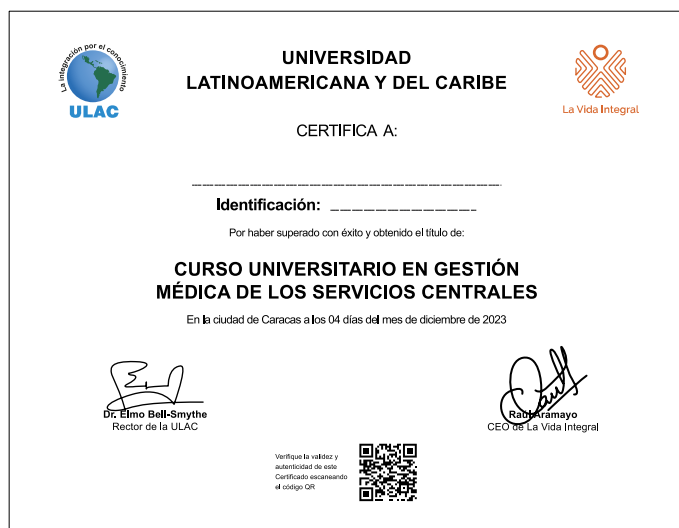 La integración por el conocimiento
ULAC
UNIVERSIDAD
LATINOAMERICANA Y DEL CARIBE
La Vida Integral
CERTIFICA A:
Identificación:
Por haber superado con éxito y obtenido el título de:
CURSO UNIVERSITARIO EN GESTIÓN
MÉDICA DE LOS SERVICIOS CENTRALES
En la ciudad de Caracas a los 04 días del mes de diciembre de 2023
Dr. Elmo Bell-Smythe
Rector de la ULAC
Raúl Aramayo
CEO de La Vida Integral
Verifique la validez y
autenticidad de este
Certificado escaneando
el código QR